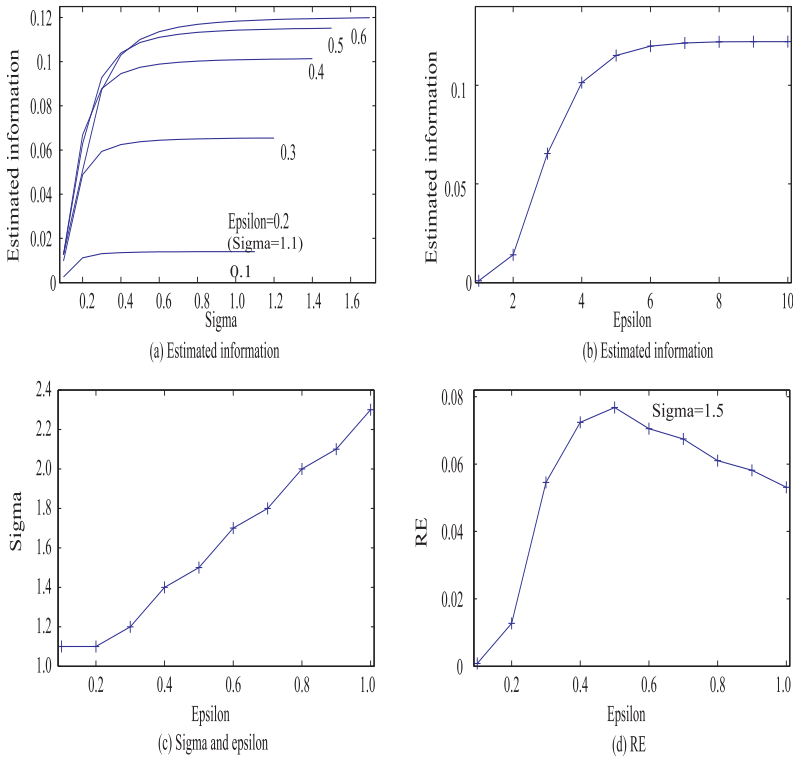 0.12
0.1
0.08
0.06
0.04
0.02
0
Estimated information
0.6
0.5
0.4
0.3
Epsilon=0.2
(Sigma=1.1)
0.1
0.2 0.4 0.6 0.8 1.0 1.2 1.4 1.6
Sigma
(a) Estimated information
0.1
0.05
0
Estimated information
2 4 6 8 10
Epsilon
(b) Estimated information
2.4
2.2
2.0
1.8
1.6
1.4
1.2
1.0
Sigma
0.2 0.4 0.6 0.8 1.0
Epsilon
(c) Sigma and epsilon
0.08
0.06
0.04
0.02
0
RE
Sigma=1.5
0.2 0.4 0.6 0.8 1.0
Epsilon
(d) RE